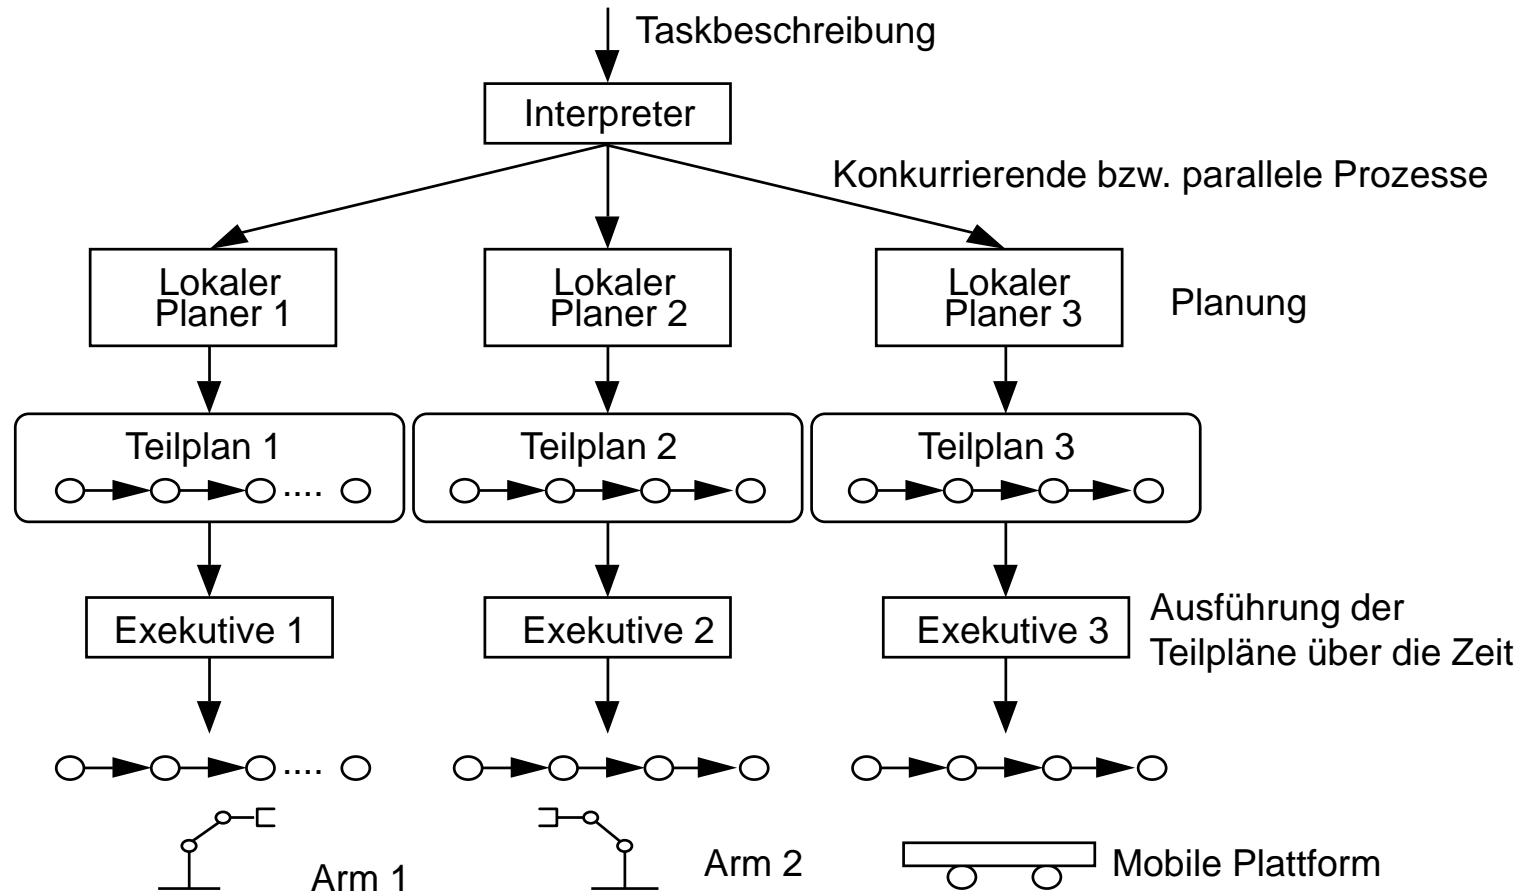 Taskbeschreibung
Interpreter
Konkurrierende bzw. parallele Prozesse
Lokaler
Planer 1
Lokaler
Planer 2
Lokaler
Planer 3
Planung
Teilplan 1
....
Teilplan 2
Teilplan 3
Exekutive 1
Exekutive 2
Exekutive 3
Ausführung der
Teilpläne über die Zeit
....
Arm 1
Arm 2
Mobile Plattform